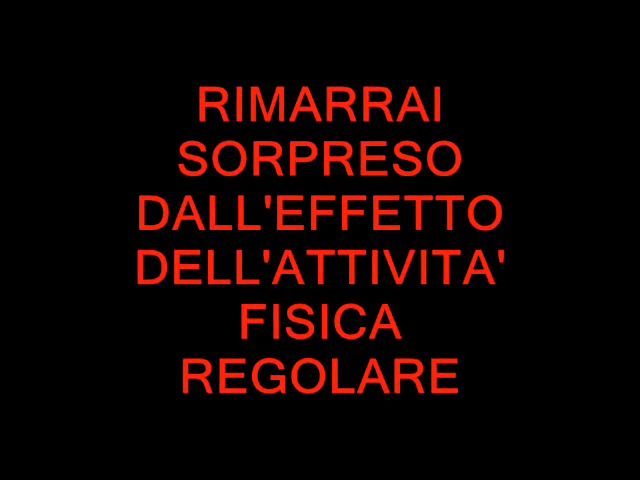 RIMARRAI
SORPRESO
DALL'EFFETTO
DELL'ATTIVITA'
FISICA
REGOLARE